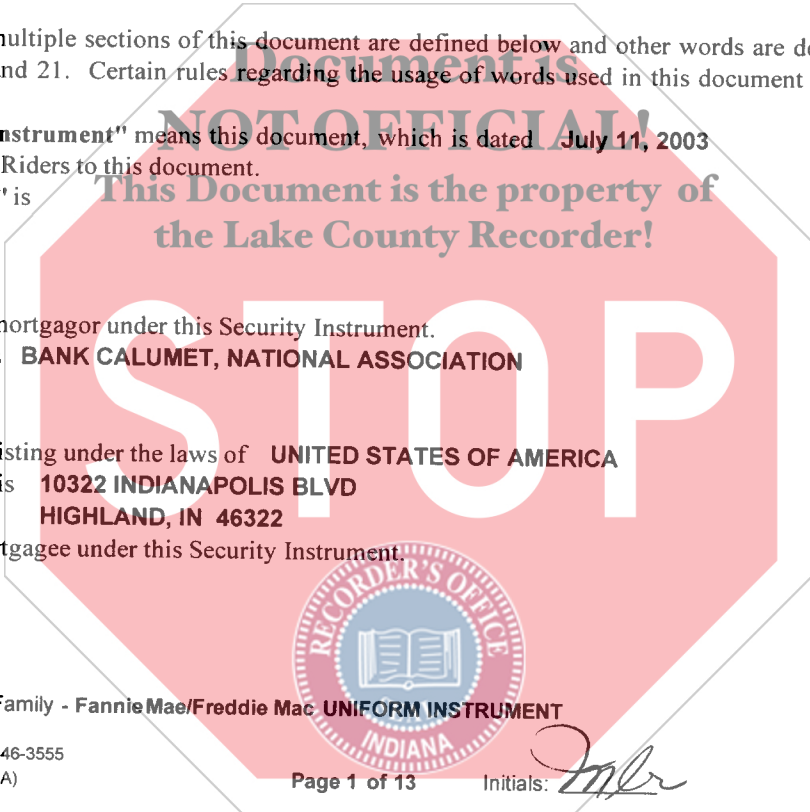 multiple sections of this document are defined below and other words are de
nd 21. Certain rules regarding the usage of words used in this document
Document is
NOT OFFICIAL!
This Document is the property of
the Lake County Recorder!
nstrument" means this document, which is dated July 11, 2003
Riders to this document.
" is
mortgagor under this Security Instrument.
BANK CALUMET, NATIONAL ASSOCIATION
STOP
isting under the laws of UNITED STATES OF AMERICA
is 10322 INDIANAPOLIS BLVD
HIGHLAND, IN 46322
tgagee under this Security Instrument.
RECORDER'S OFFICE
INDIANA
Family - Fannie Mae/Freddie Mac UNIFORM INSTRUMENT
46-3555
A)
Page 1 of 13 Initials: